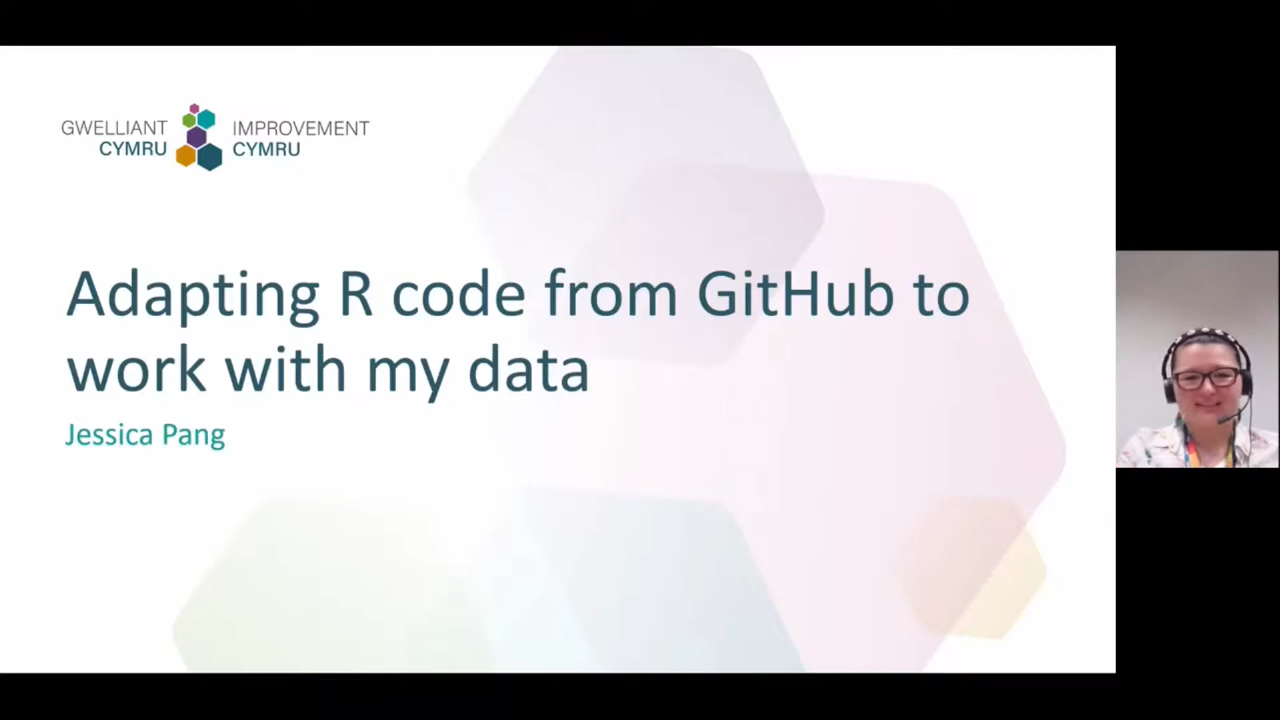 GWELLIANT
CYMRU
IMPROVEMENT
CYMRU
Adapting R code from GitHub to
work with my data
Jessica Pang